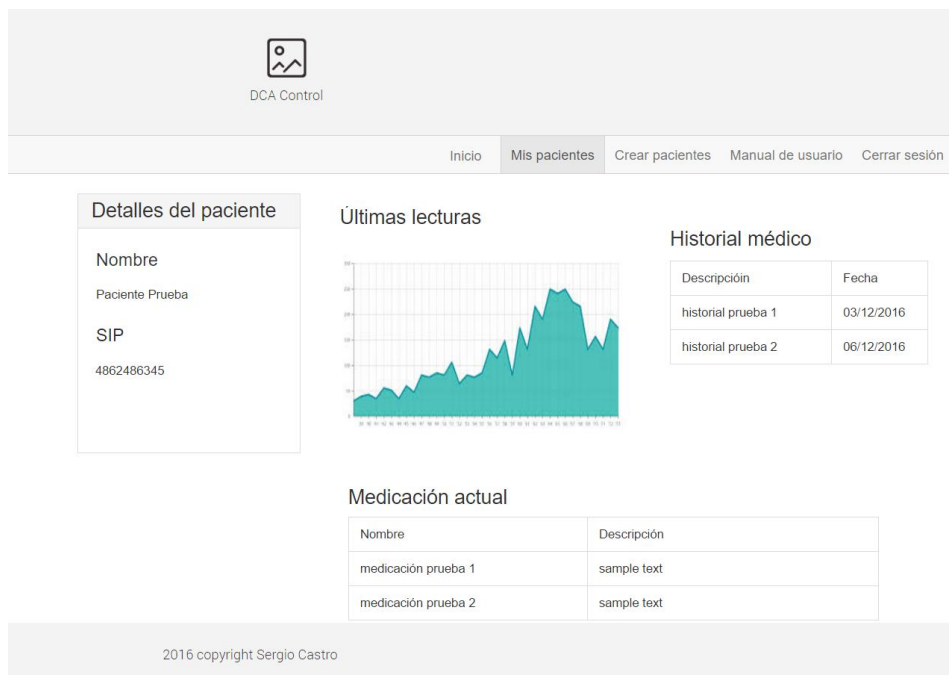 DCA Control
Inicio Mis pacientes Crear pacientes Manual de usuario Cerrar sesión
Detalles del paciente
Nombre
Paciente Prueba
SIP
4862486345
Últimas lecturas
Historial médico
Descripcióin Fecha
historial prueba 1 03/12/2016
historial prueba 2 06/12/2016
Medicación actual
Nombre Descripción
medicación prueba 1 sample text
medicación prueba 2 sample text
2016 copyright Sergio Castro